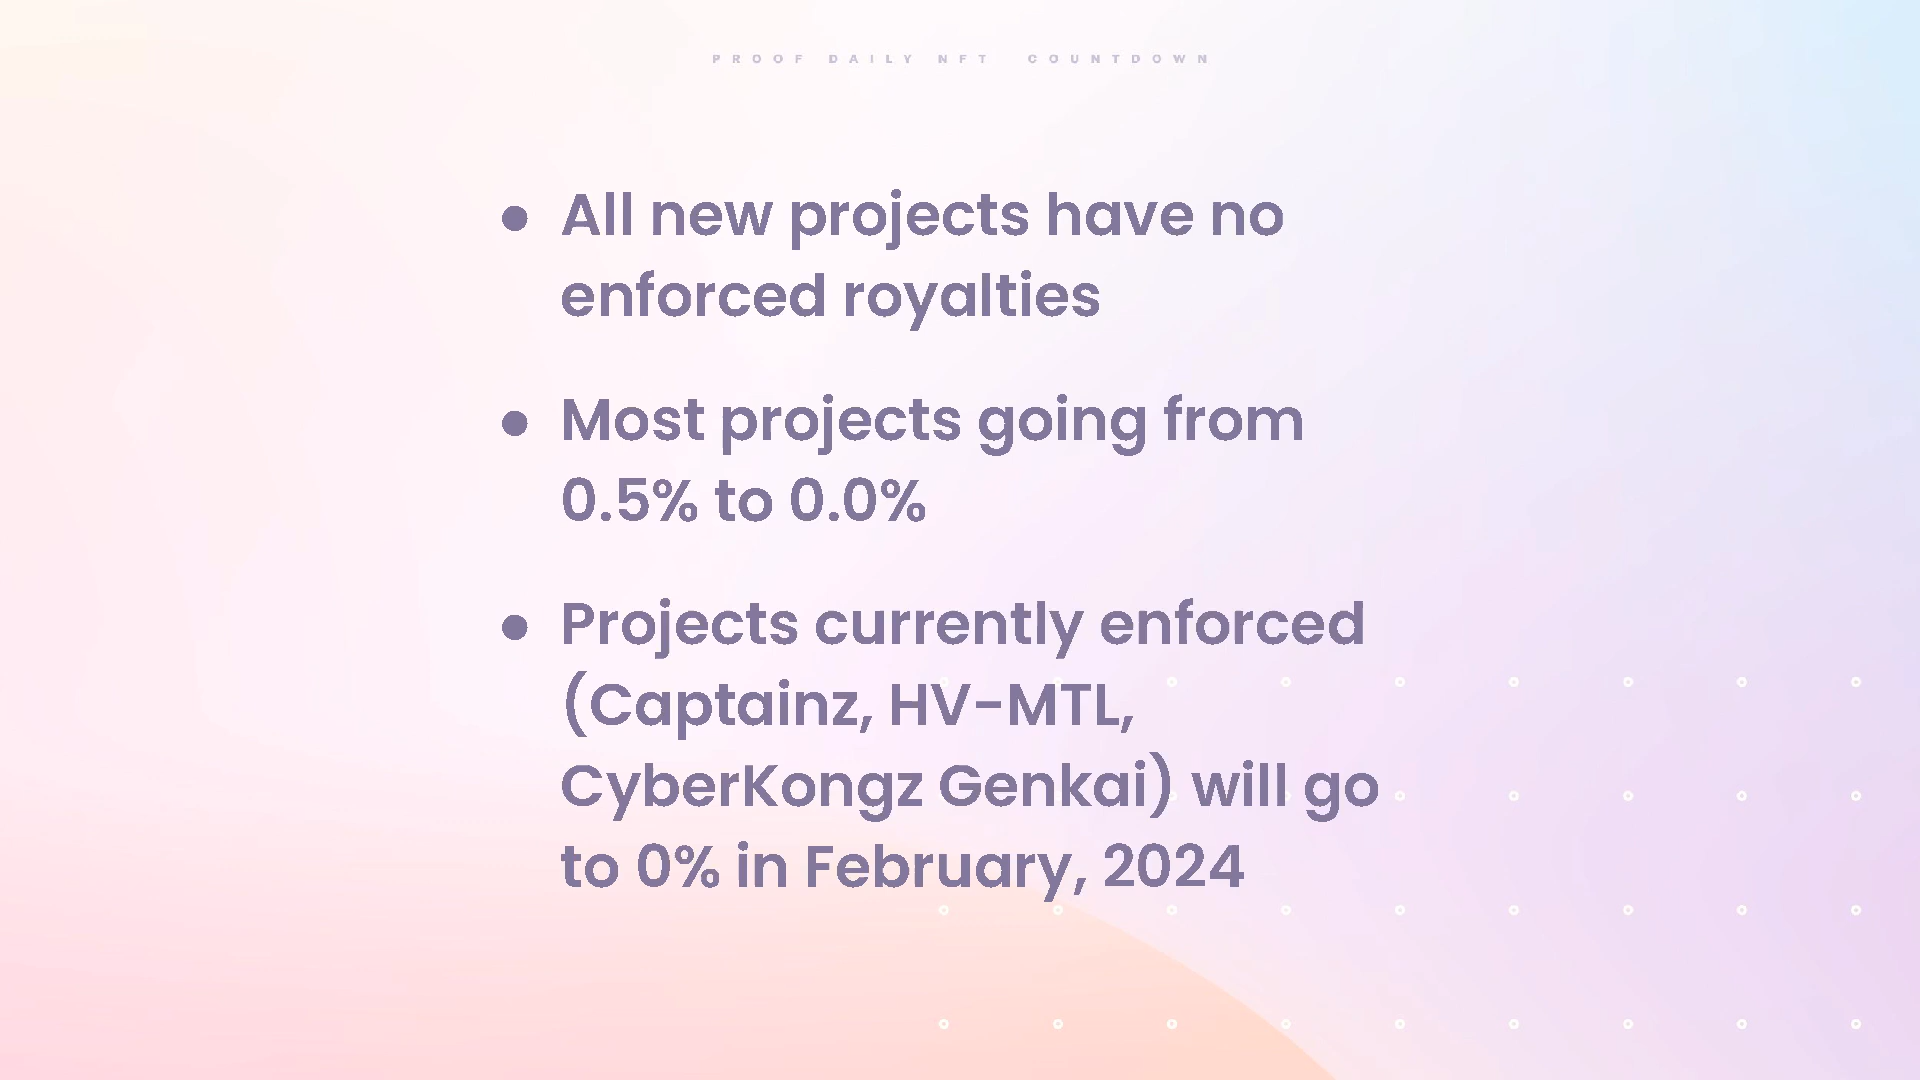 PROOF DAILY NFT COUNTDOWN
● All new projects have no
enforced royalties
● Most projects going from
0.5% to 0.0%
● Projects currently enforced
(Captainz, HV-MTL,
CyberKongz Genkai) will go
to 0% in February, 2024